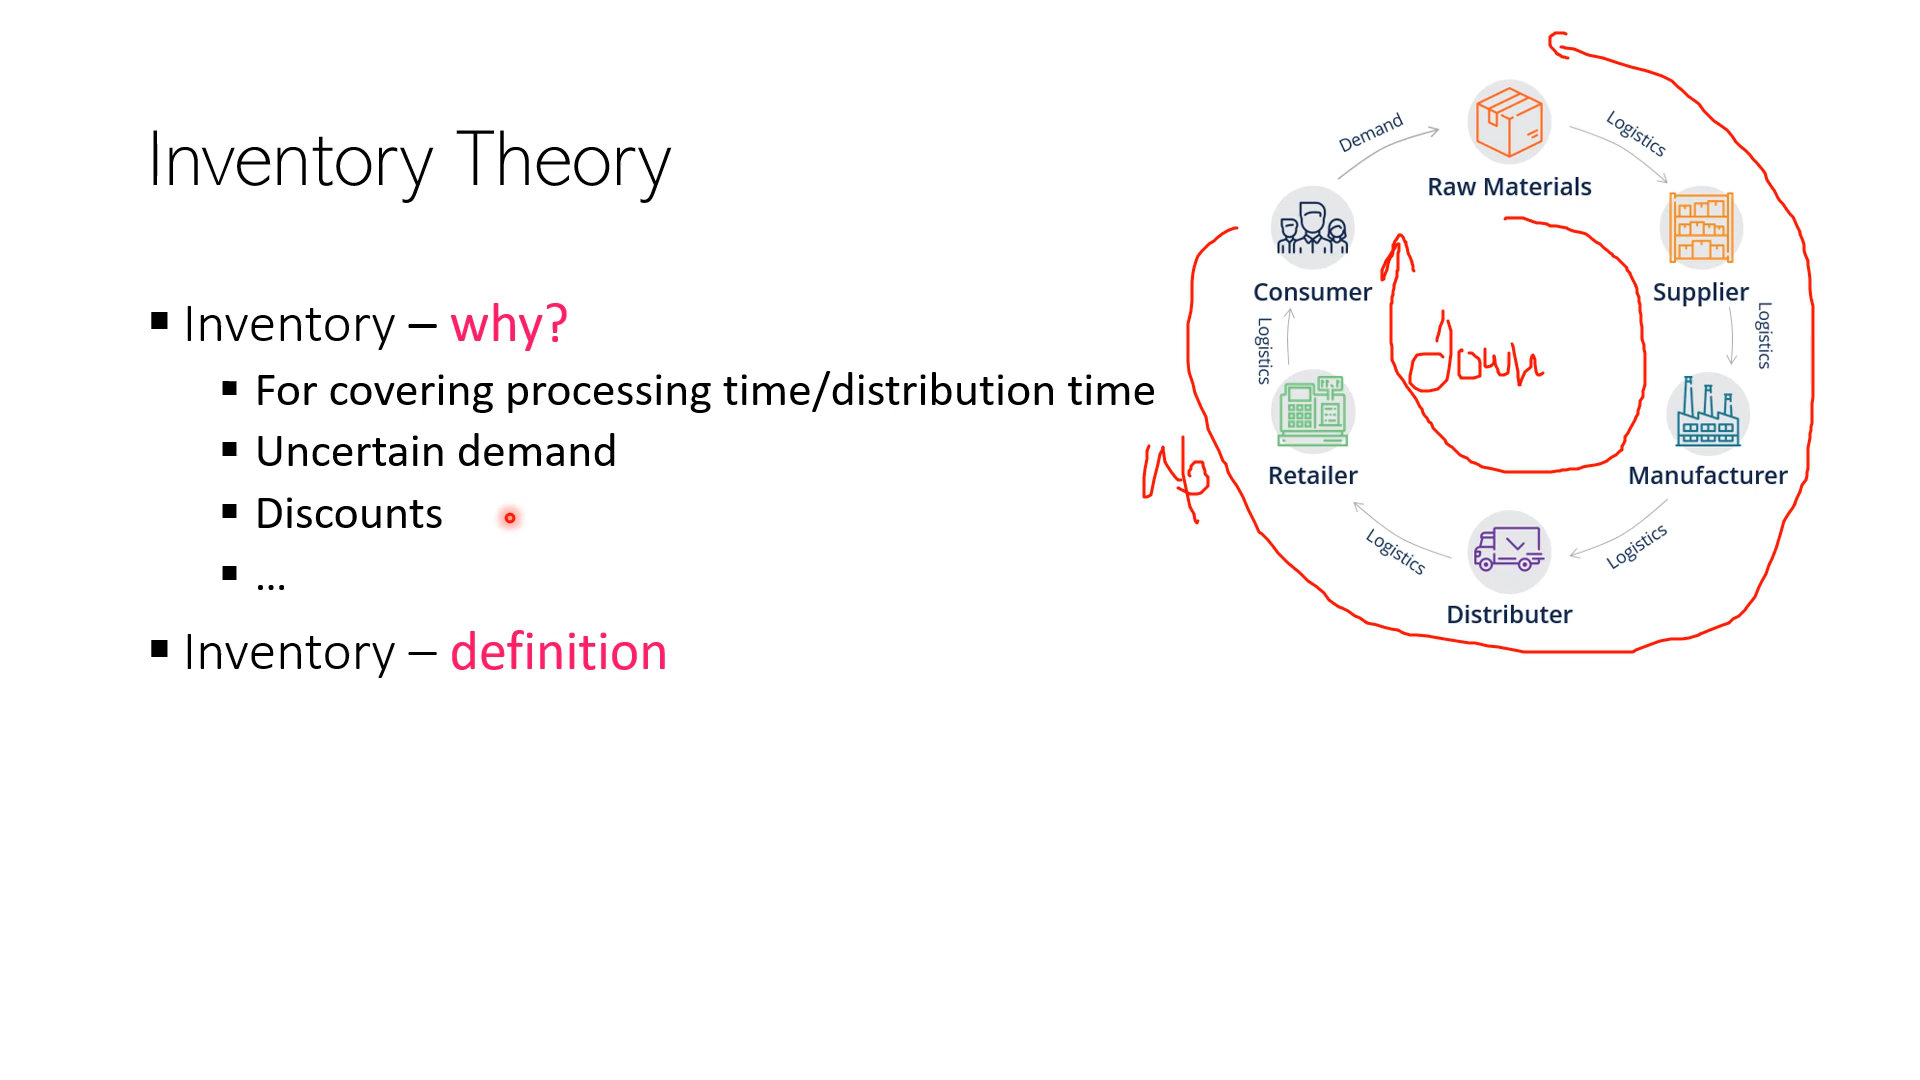 Inventory Theory
▪ Inventory – why?
▪ For covering processing time/distribution time
▪ Uncertain demand
▪ Discounts
▪ ...
▪ Inventory – definition
Demand
Raw Materials
Logistics
Supplier
Logistics
Manufacturer
Logistics
Distributer
Logistics
Retailer
Logistics
Consumer
down
Up